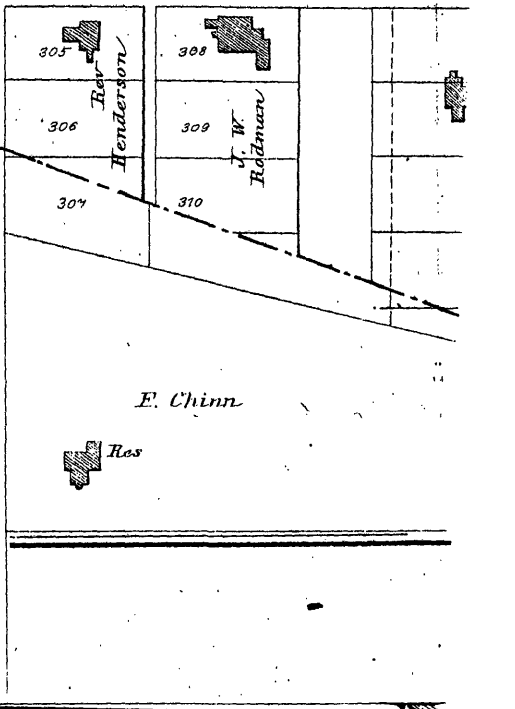 305
308
Rev
Henderson
306
309
J. W.
Rodman
307
310
E. Chinn
Res